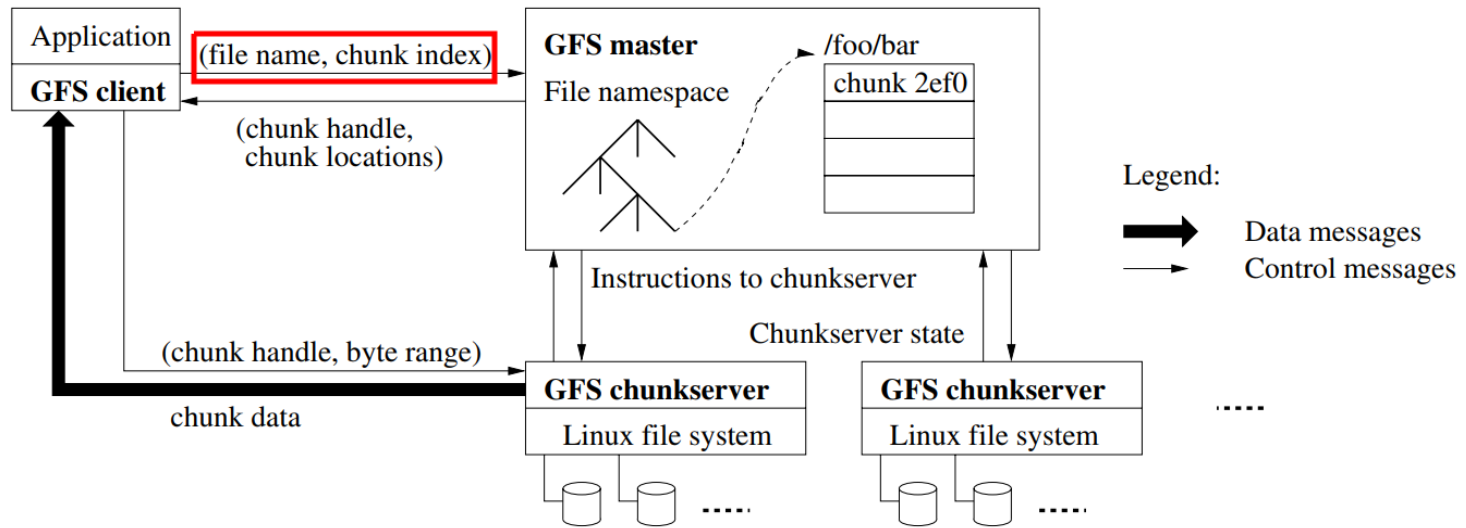 Application
GFS client
(file name, chunk index)
(chunk handle,
chunk locations)
GFS master
File namespace
/foo/bar
chunk 2ef0
Legend:
Data messages
Control messages
Instructions to chunkserver
Chunkserver state
(chunk handle, byte range)
chunk data
GFS chunkserver
Linux file system
GFS chunkserver
Linux file system